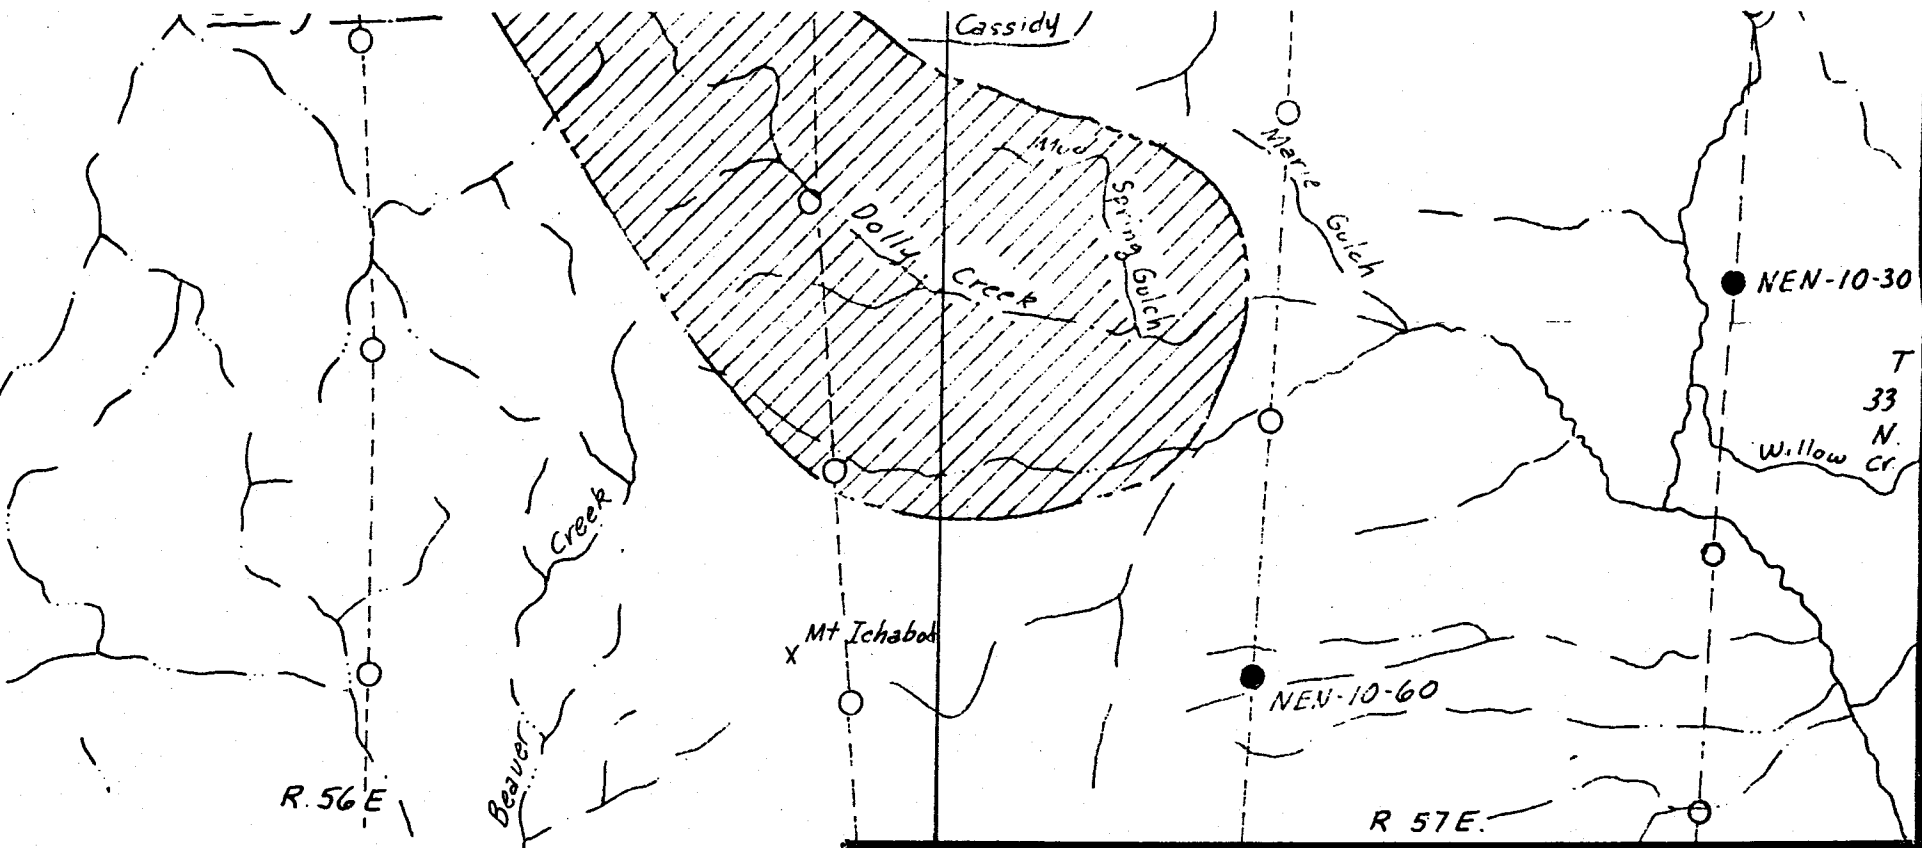 Cassidy
Mud
Spring
Gulch
Marie
Gulch
Dolly
Creek
NEN-10-30
T
33
N.
Willow
Cr.
Creek
Mt Ichabod
NEN-10-60
Beaver
R. 56 E
R 57 E.